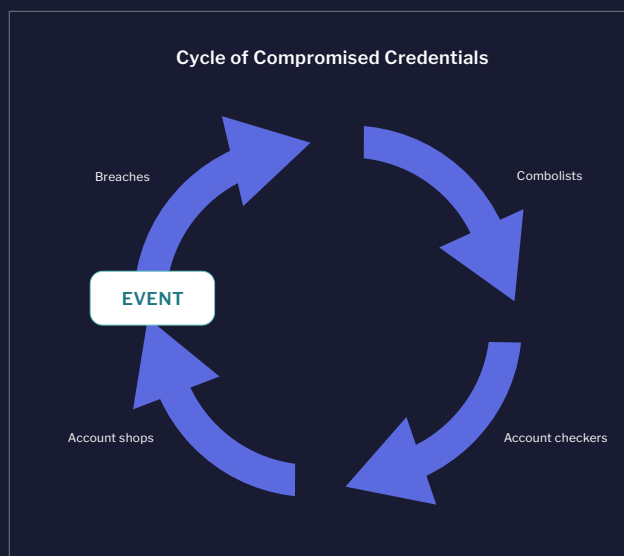 Cycle of Compromised Credentials
Breaches
Combolists
EVENT
Account shops
Account checkers